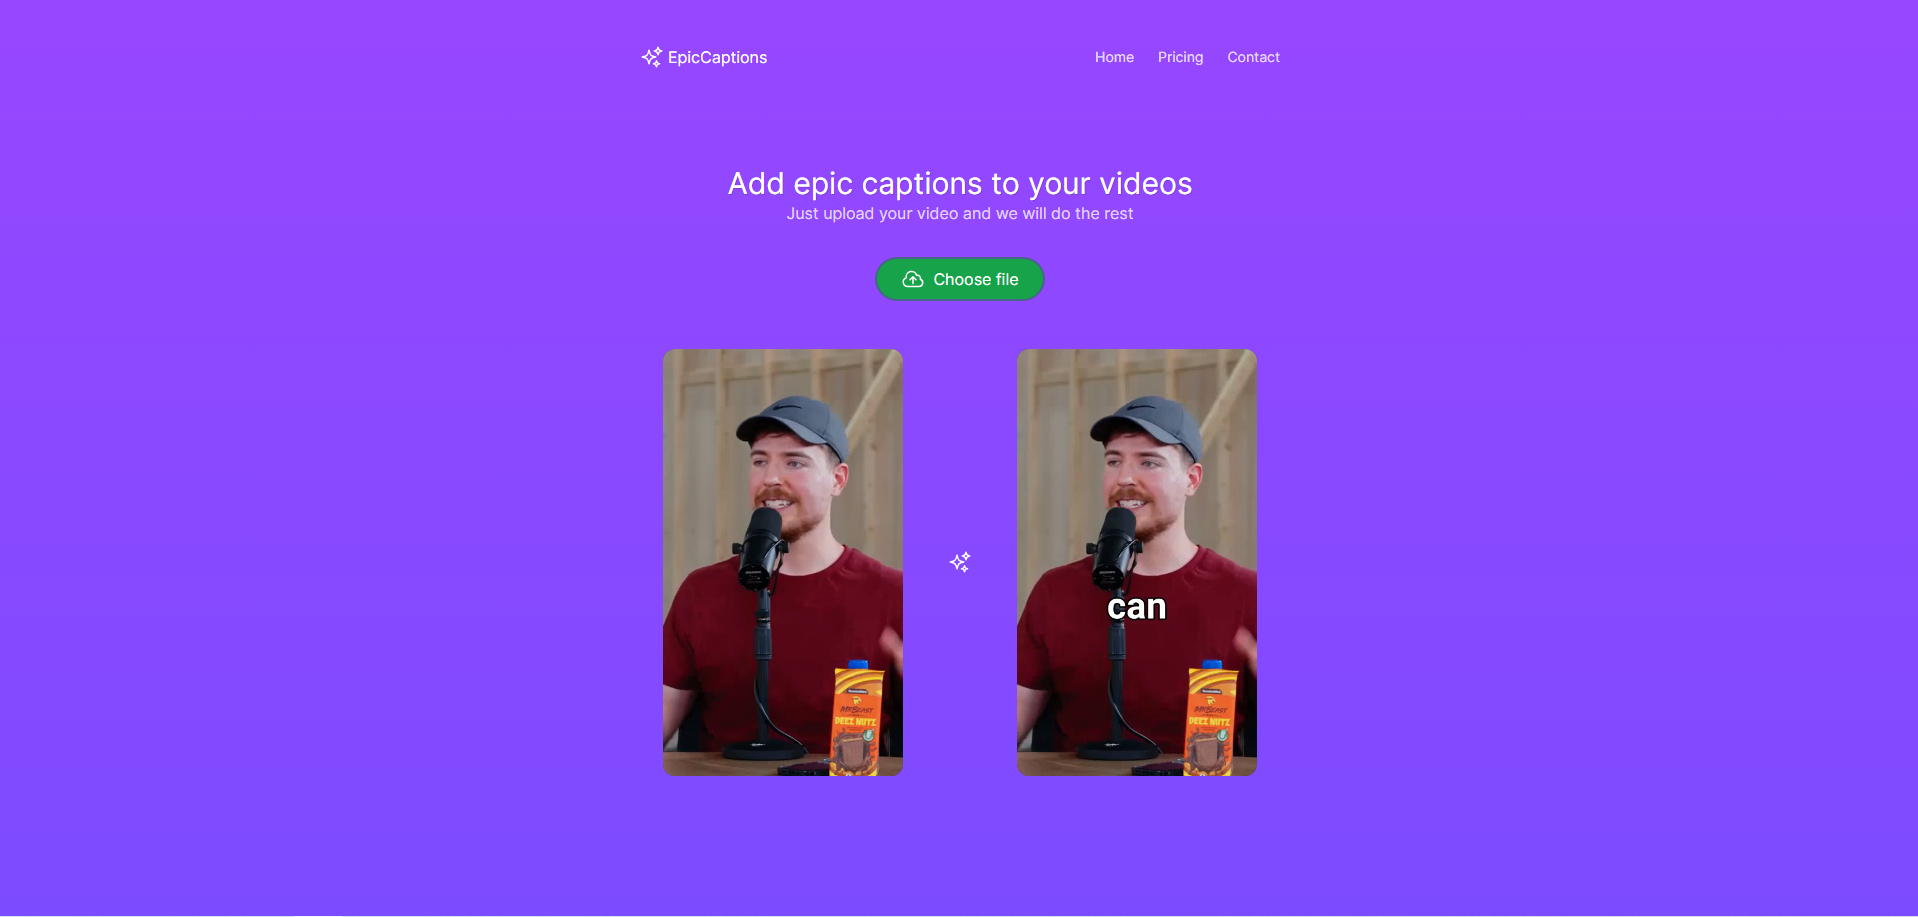 EpicCaptions
Home Pricing Contact
Add epic captions to your videos
Just upload your video and we will do the rest
Choose file
MrBeast
DEEZ NUTZ
can
MrBeast
DEEZ NUTZ